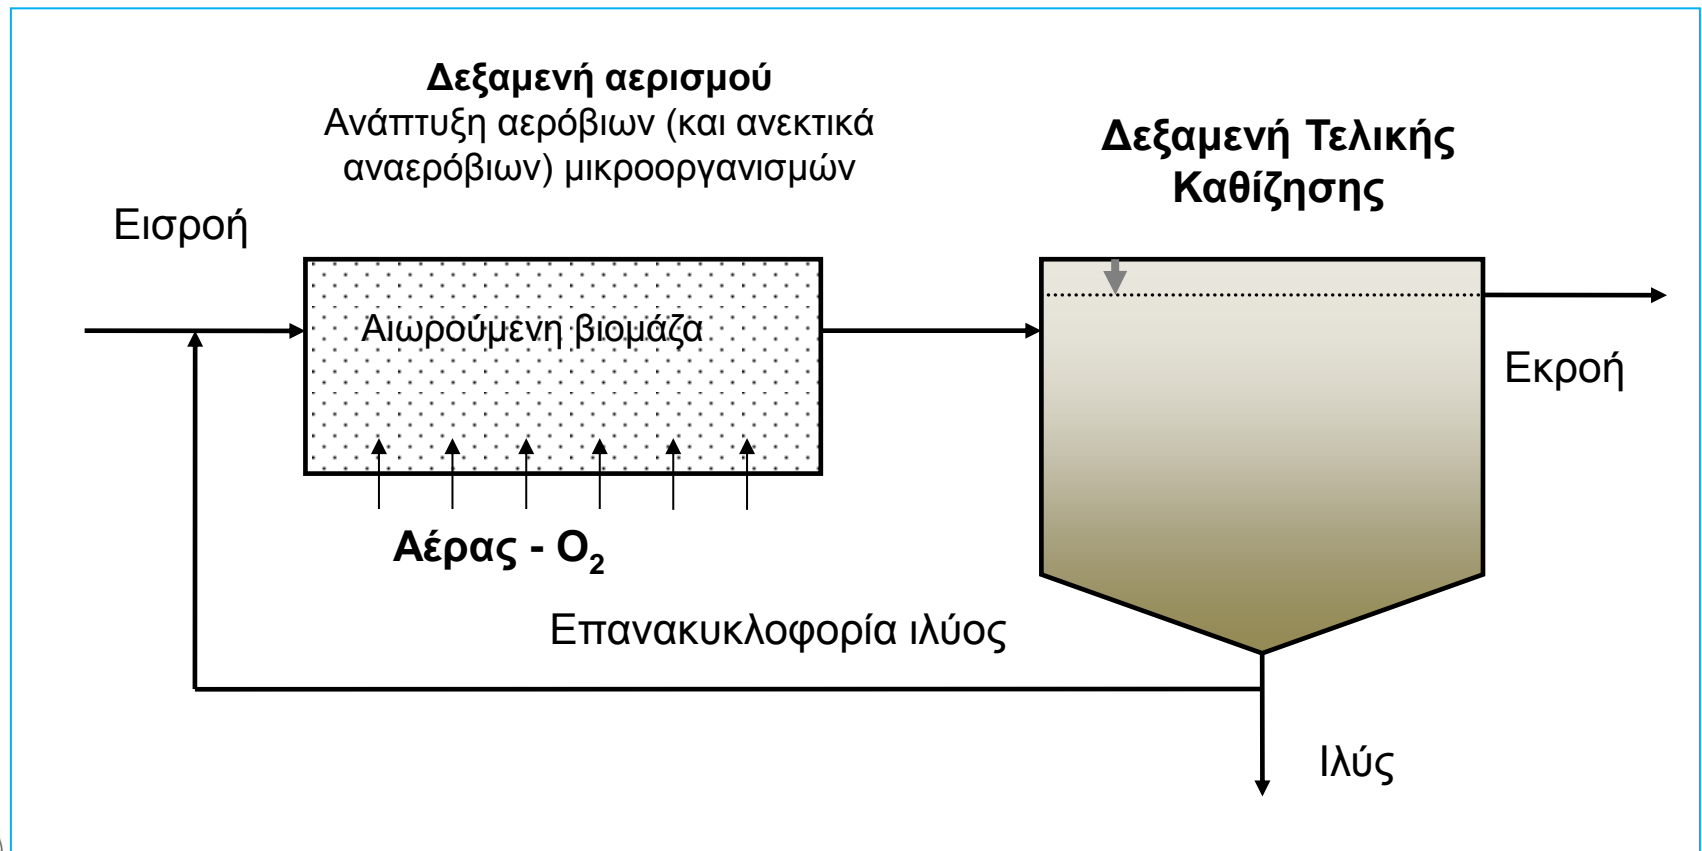 Δεξαμενή αερισμού
Ανάπτυξη αερόβιων (και ανεκτικά
αναερόβιων) μικροοργανισμών
Δεξαμενή Τελικής
Καθίζησης
Εισροή
Αιωρούμενη βιομάζα
Εκροή
Αέρας - O₂
Επανακυκλοφορία ιλύος
Ιλύς